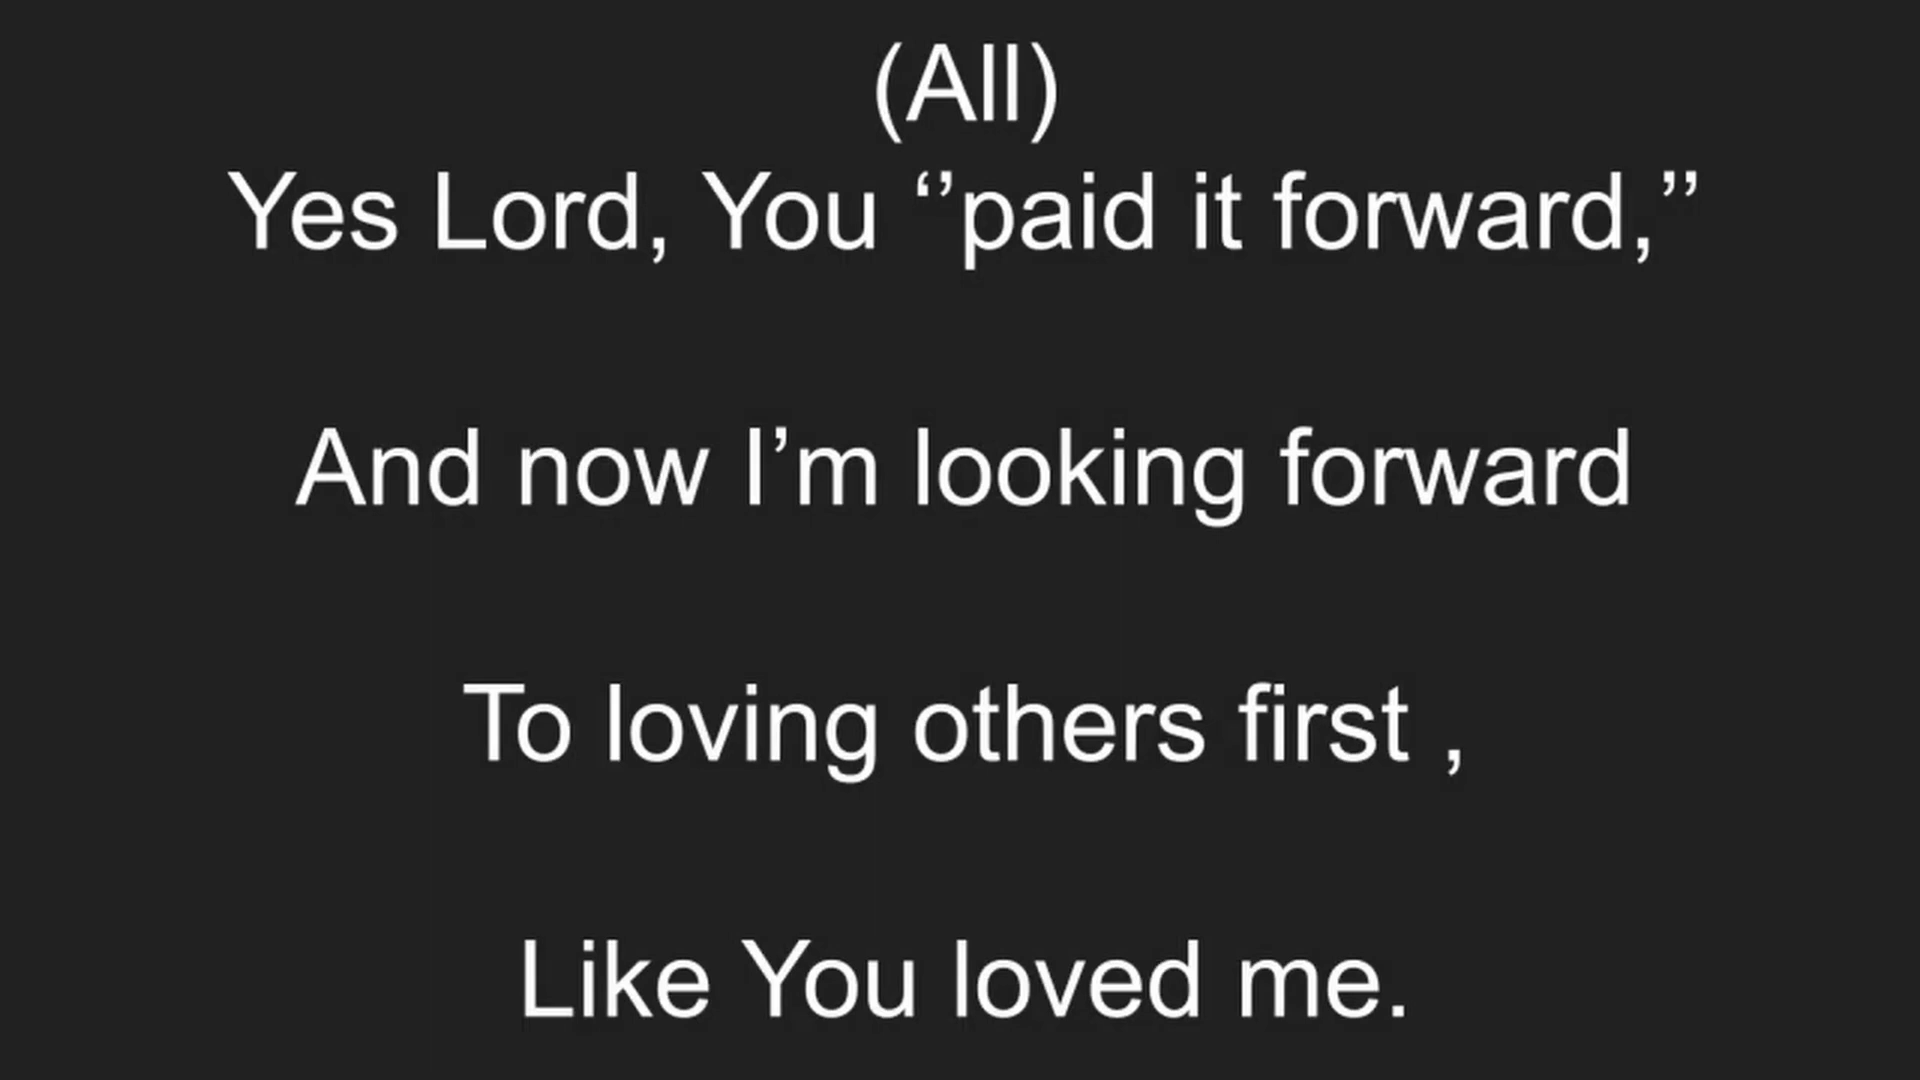 (All)
Yes Lord, You ‘’paid it forward,’’
And now I’m looking forward
To loving others first ,
Like You loved me.